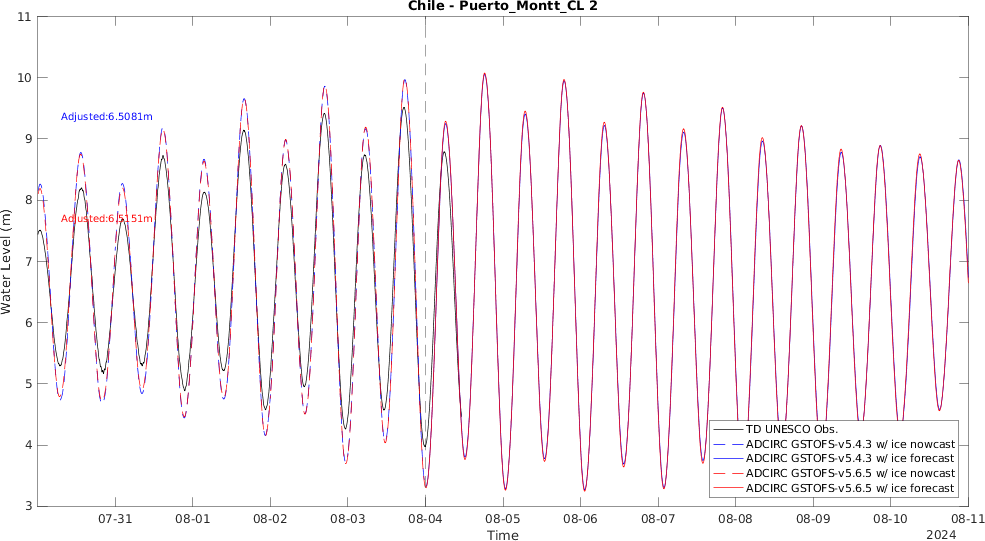 Chile - Puerto_Montt_CL 2
11
10
9
8
7
6
5
4
3
Water Level (m)
Adjusted:6.5081m
Adjusted:6.5151m
TD UNESCO Obs.
ADCIRC GSTOFS-v5.4.3 w/ ice nowcast
ADCIRC GSTOFS-v5.4.3 w/ ice forecast
ADCIRC GSTOFS-v5.6.5 w/ ice nowcast
ADCIRC GSTOFS-v5.6.5 w/ ice forecast
07-31 08-01 08-02 08-03 08-04 08-05 08-06 08-07 08-08 08-09 08-10 08-11
Time
2024